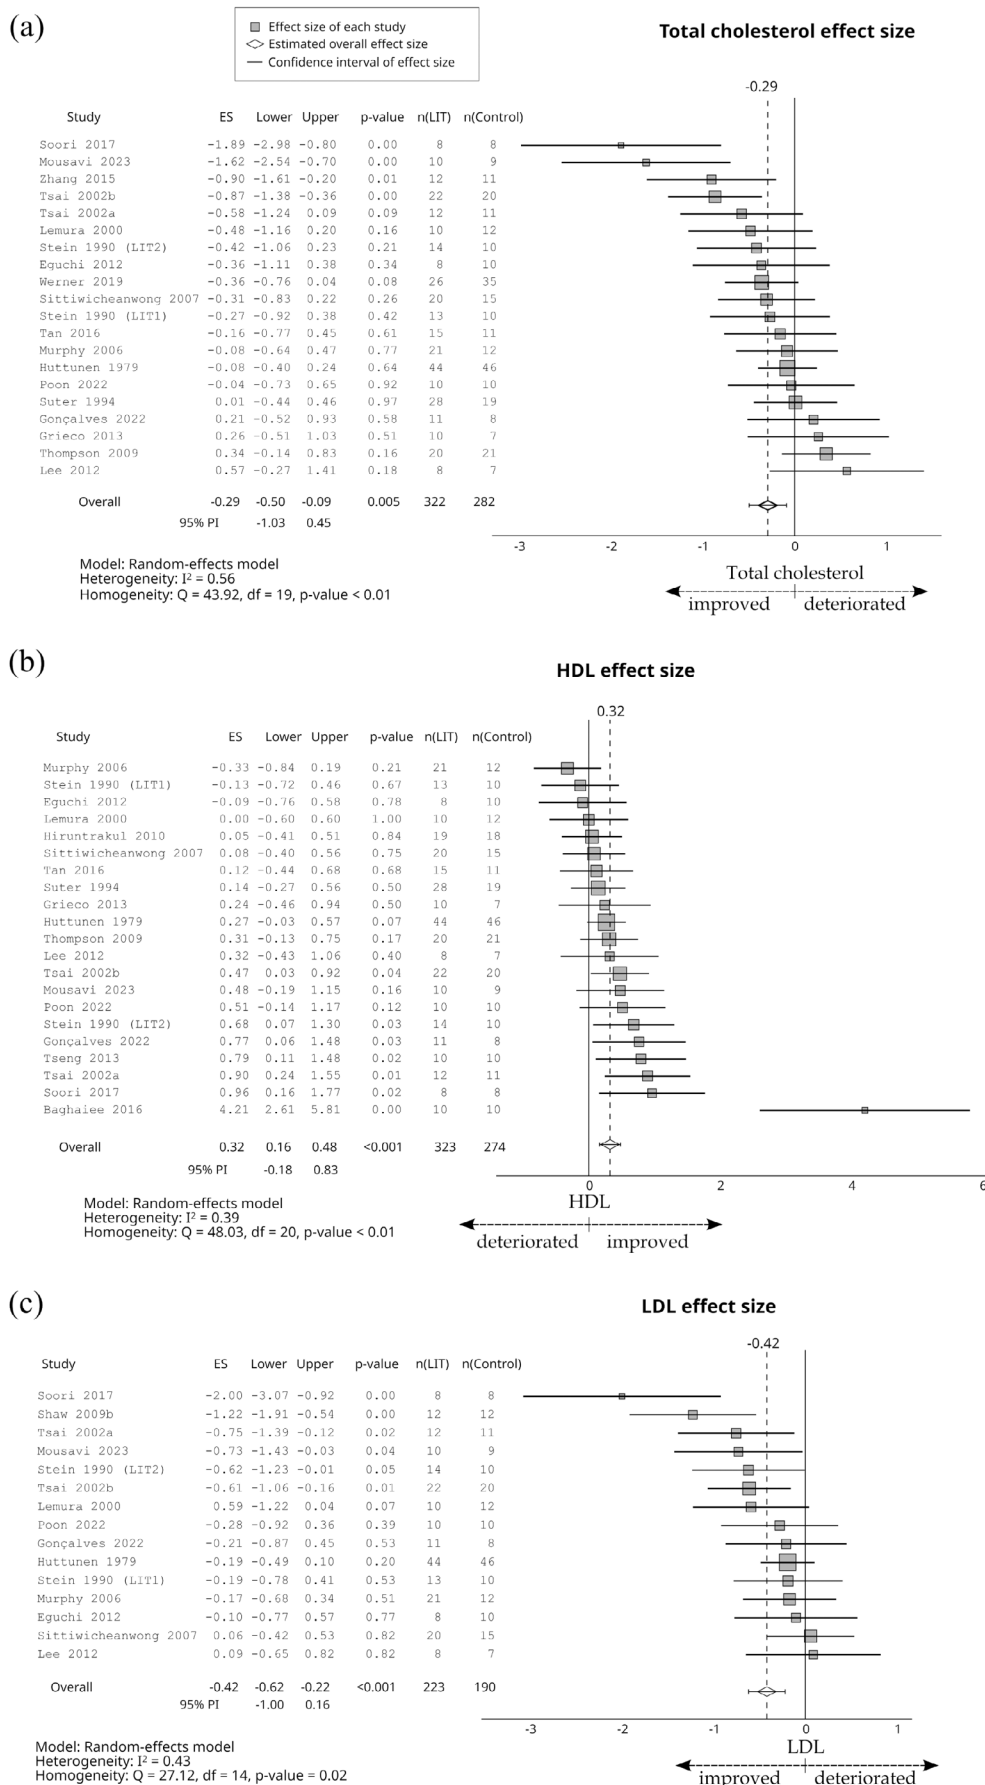 (a)
Effect size of each study
Estimated overall effect size
Confidence interval of effect size
Total cholesterol effect size
-0.29
Study ES Lower Upper p-value n(LIT) n(Control)
Soori 2017 -1.89 -2.98 -0.80 0.00 8 8
Mousavi 2023 -1.62 -2.54 -0.70 0.00 10 9
Zhang 2015 -0.90 -1.61 -0.20 0.01 12 11
Tsai 2002b -0.87 -1.38 -0.36 0.00 22 20
Tsai 2002a -0.58 -1.24 0.09 0.09 12 11
Lemura 2000 -0.48 -1.16 0.20 0.16 10 12
Stein 1990 (LIT2) -0.42 -1.06 0.23 0.21 14 10
Eguchi 2012 -0.36 -1.11 0.38 0.34 8 10
Werner 2019 -0.36 -0.76 0.04 0.08 26 35
Sittiwicheanwong 2007 -0.31 -0.83 0.22 0.26 20 15
Stein 1990 (LIT1) -0.27 -0.92 0.38 0.42 13 10
Tan 2016 -0.16 -0.77 0.45 0.61 15 11
Murphy 2006 -0.08 -0.64 0.47 0.77 21 12
Huttunen 1979 -0.08 -0.40 0.24 0.64 44 46
Poon 2022 -0.04 -0.73 0.65 0.92 10 10
Suter 1994 0.01 -0.44 0.46 0.97 28 19
Gonçalves 2022 0.21 -0.52 0.93 0.58 11 8
Grieco 2013 0.26 -0.51 1.03 0.51 10 7
Thompson 2009 0.34 -0.14 0.83 0.16 20 21
Lee 2012 0.57 -0.27 1.41 0.18 8 7
Overall -0.29 -0.50 -0.09 0.005 322 282
95% PI -1.03 0.45
-3 -2 -1 0 1
Model: Random-effects model
Heterogeneity: I² = 0.56
Homogeneity: Q = 43.92, df = 19, p-value < 0.01
Total cholesterol
improved deteriorated
(b)
HDL effect size
0.32
Study ES Lower Upper p-value n(LIT) n(Control)
Murphy 2006 -0.33 -0.84 0.19 0.21 21 12
Stein 1990 (LIT1) -0.13 -0.72 0.46 0.67 13 10
Eguchi 2012 -0.09 -0.76 0.58 0.78 8 10
Lemura 2000 0.00 -0.60 0.60 1.00 10 12
Hiruntrakul 2010 0.05 -0.41 0.51 0.84 19 18
Sittiwicheanwong 2007 0.08 -0.40 0.56 0.75 20 15
Tan 2016 0.12 -0.44 0.68 0.68 15 11
Suter 1994 0.14 -0.27 0.56 0.50 28 19
Grieco 2013 0.24 -0.46 0.94 0.50 10 7
Huttunen 1979 0.27 -0.03 0.57 0.07 44 46
Thompson 2009 0.31 -0.13 0.75 0.17 20 21
Lee 2012 0.32 -0.43 1.06 0.40 8 7
Tsai 2002b 0.47 0.03 0.92 0.04 22 20
Mousavi 2023 0.48 -0.19 1.15 0.16 10 9
Poon 2022 0.51 -0.14 1.17 0.12 10 10
Stein 1990 (LIT2) 0.68 0.07 1.30 0.03 14 10
Gonçalves 2022 0.77 0.06 1.48 0.03 11 8
Tseng 2013 0.79 0.11 1.48 0.02 10 10
Tsai 2002a 0.90 0.24 1.55 0.01 12 11
Soori 2017 0.96 0.16 1.77 0.02 8 8
Baghalee 2016 4.21 2.61 5.81 0.00 10 10
Overall 0.32 0.16 0.48 <0.001 323 274
95% PI -0.18 0.83
0 2 4 6
Model: Random-effects model
Heterogeneity: I² = 0.39
Homogeneity: Q = 48.03, df = 20, p-value < 0.01
HDL
deteriorated improved
(c)
LDL effect size
-0.42
Study ES Lower Upper p-value n(LIT) n(Control)
Soori 2017 -2.00 -3.07 -0.92 0.00 8 8
Shaw 2009b -1.22 -1.91 -0.54 0.00 12 12
Tsai 2002a -0.75 -1.39 -0.12 0.02 12 11
Mousavi 2023 -0.73 -1.43 -0.03 0.04 10 9
Stein 1990 (LIT2) -0.62 -1.23 -0.01 0.05 14 10
Tsai 2002b -0.61 -1.06 -0.16 0.01 22 20
Lemura 2000 0.59 -1.22 0.04 0.07 10 12
Poon 2022 -0.28 -0.92 0.36 0.39 10 10
Gonçalves 2022 -0.21 -0.87 0.45 0.53 11 8
Huttunen 1979 -0.19 -0.49 0.10 0.20 44 46
Stein 1990 (LIT1) -0.19 -0.78 0.41 0.53 13 10
Murphy 2006 -0.17 -0.68 0.34 0.51 21 12
Eguchi 2012 -0.10 -0.77 0.57 0.77 8 10
Sittiwicheanwong 2007 0.06 -0.42 0.53 0.82 20 15
Lee 2012 0.09 -0.65 0.82 0.82 8 7
Overall -0.42 -0.62 -0.22 <0.001 223 190
95% PI -1.00 0.16
-3 -2 -1 0 1
Model: Random-effects model
Heterogeneity: I² = 0.43
Homogeneity: Q = 27.12, df = 14, p-value = 0.02
LDL
improved deteriorated